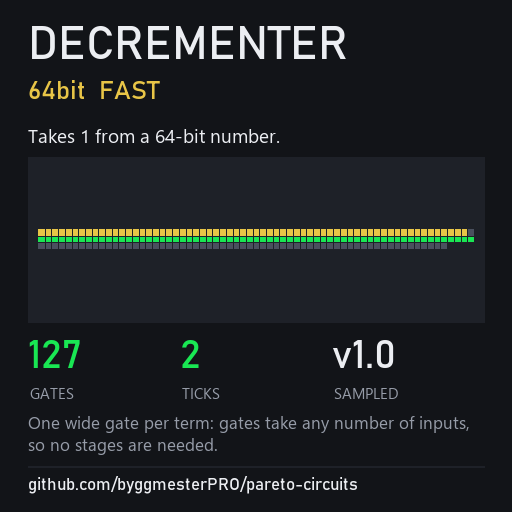 DECREMENTER
64bit FAST
Takes 1 from a 64-bit number.
127 2 v1.0
GATES TICKS SAMPLED
One wide gate per term: gates take any number of inputs,
so no stages are needed.
github.com/byggmesterPRO/pareto-circuits